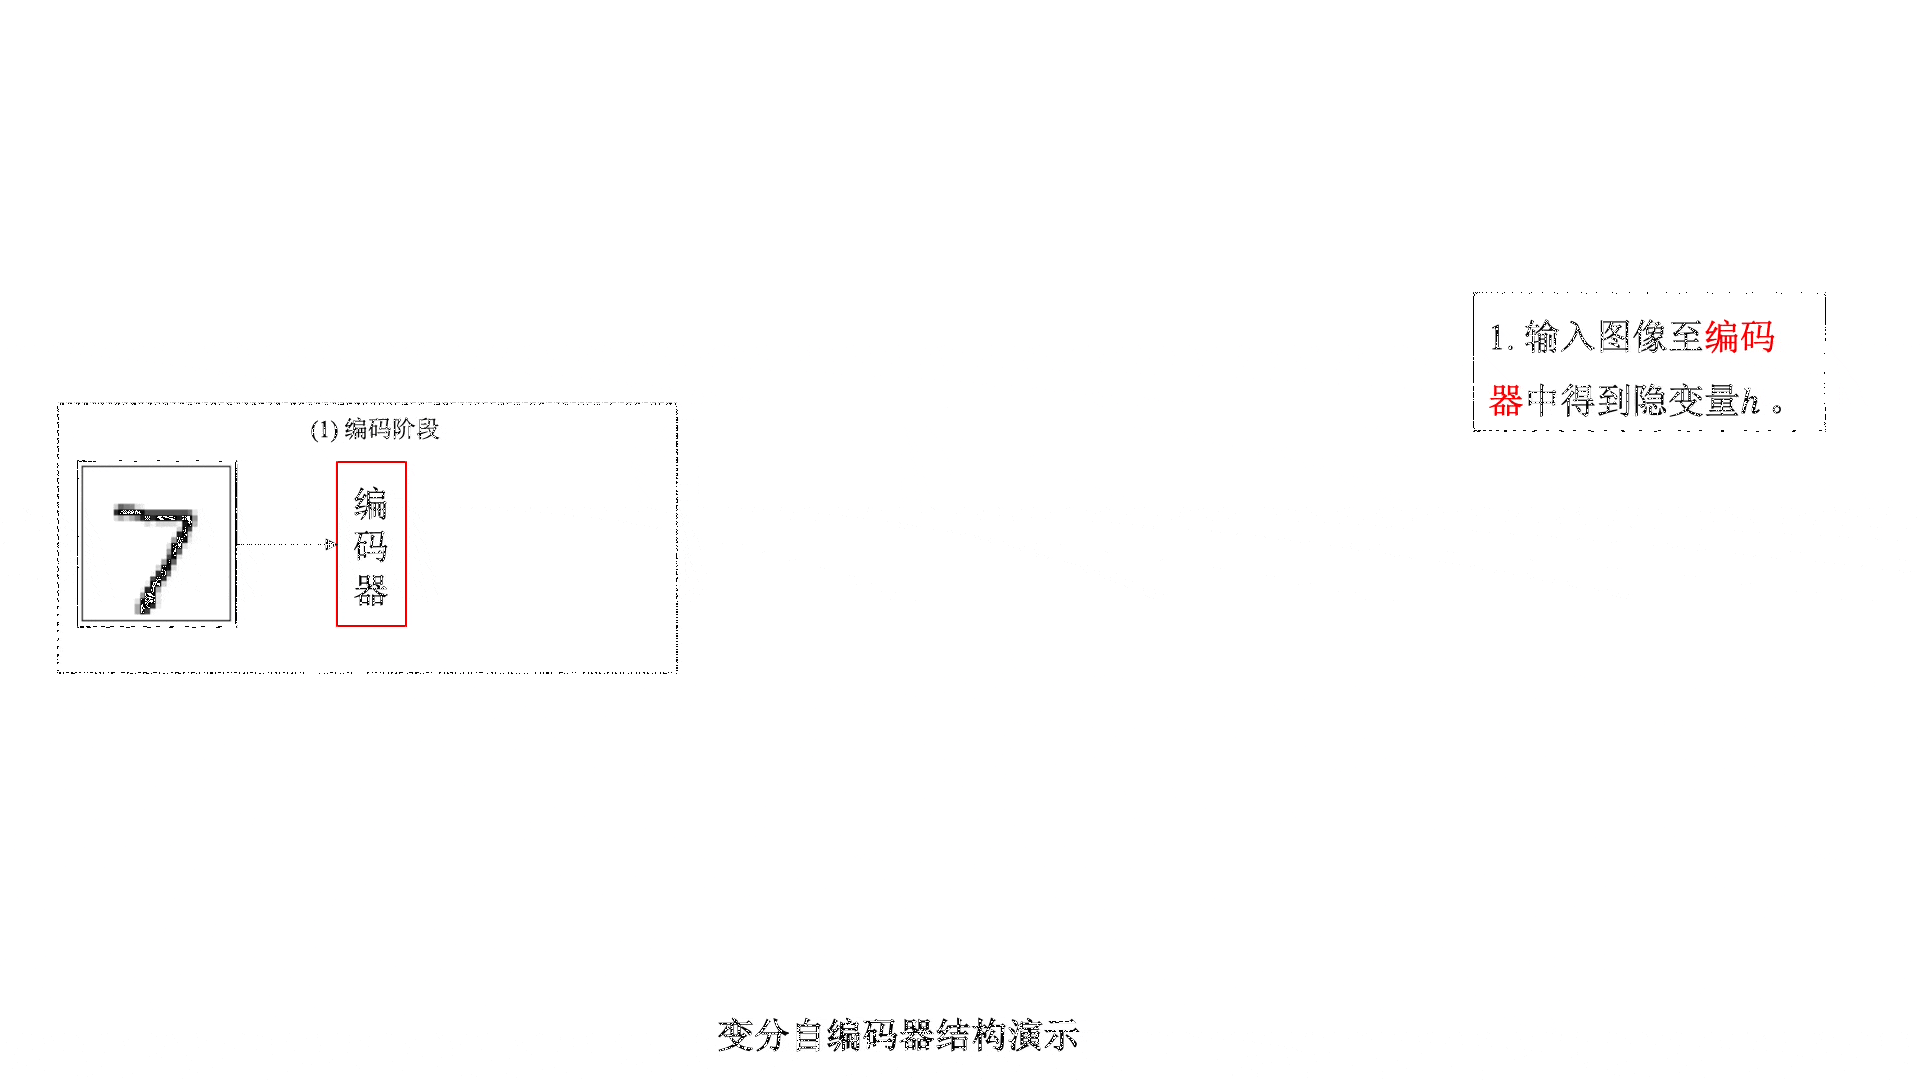 1. 输入图像至编码
器中得到隐变量h。
(1) 编码阶段
7
编
码
器
变分自编码器结构演示